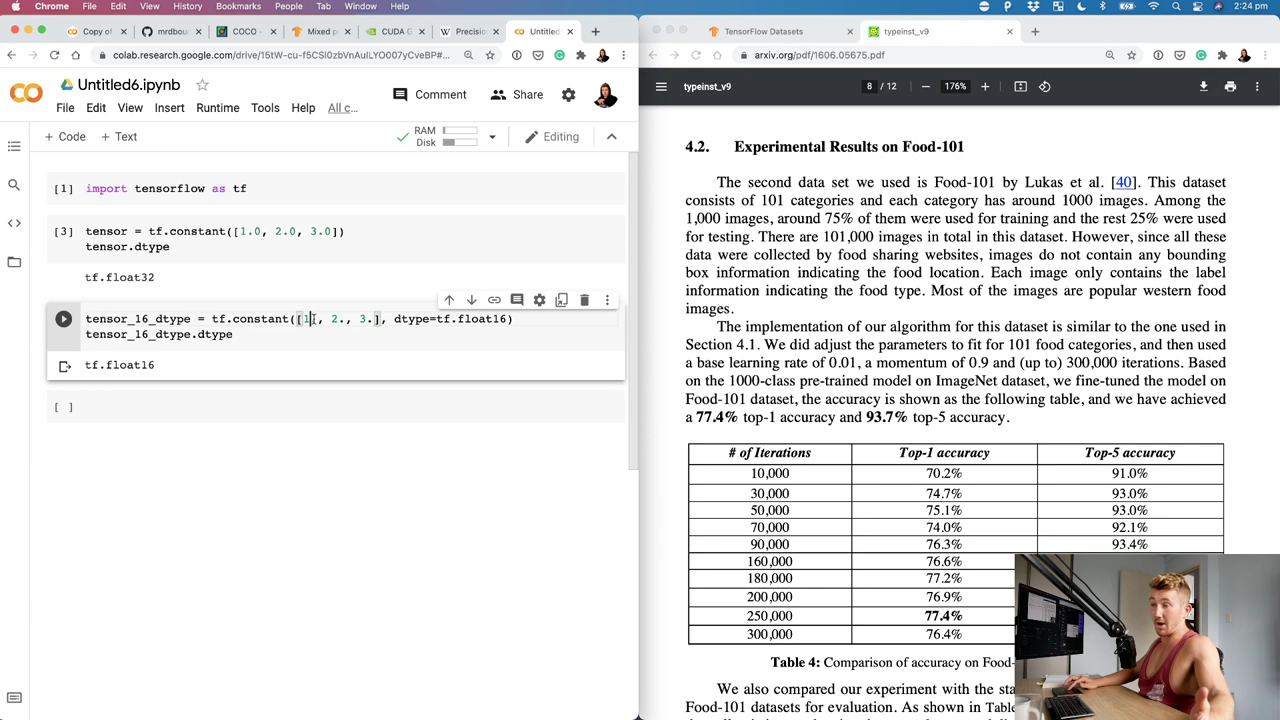 Chrome File Edit View History Bookmarks People Tab Window Help
Sun 2:24 pm
Copy of
mrdbou
COCO -
Mixed p
CUDA G
Precision
Untitled
colab.research.google.com/drive/15tW-cu-f5CSl0zbVnAulLYO007yCveBP#...
Untitled6.ipynb
Comment
Share
File Edit View Insert Runtime Tools Help All c...
+ Code + Text
RAM
Disk
Editing
[1] import tensorflow as tf
[3] tensor = tf.constant([1.0, 2.0, 3.0])
tensor.dtype
tf.float32
tensor_16_dtype = tf.constant([1., 2., 3.], dtype=tf.float16)
tensor_16_dtype.dtype
tf.float16
[ ]
TensorFlow Datasets
typeinst_v9
arxiv.org/pdf/1606.05675.pdf
typeinst_v9
8 / 12
176%
4.2. Experimental Results on Food-101
The second data set we used is Food-101 by Lukas et al. [40]. This dataset
consists of 101 categories and each category has around 1000 images. Among the
1,000 images, around 75% of them were used for training and the rest 25% were used
for testing. There are 101,000 images in total in this dataset. However, since all these
data were collected by food sharing websites, images do not contain any bounding
box information indicating the food location. Each image only contains the label
information indicating the food type. Most of the images are popular western food
images.
The implementation of our algorithm for this dataset is similar to the one used in
Section 4.1. We did adjust the parameters to fit for 101 food categories, and then used
a base learning rate of 0.01, a momentum of 0.9 and (up to) 300,000 iterations. Based
on the 1000-class pre-trained model on ImageNet dataset, we fine-tuned the model on
Food-101 dataset, the accuracy is shown as the following table, and we have achieved
a 77.4% top-1 accuracy and 93.7% top-5 accuracy.
# of Iterations Top-1 accuracy Top-5 accuracy
10,000 70.2% 91.0%
30,000 74.7% 93.0%
50,000 75.1% 93.0%
70,000 74.0% 92.1%
90,000 76.3% 93.4%
160,000 76.6%
180,000 77.2%
200,000 76.9%
250,000 77.4%
300,000 76.4%
Table 4: Comparison of accuracy on Food-
We also compared our experiment with the sta
Food-101 datasets for evaluation. As shown in Table